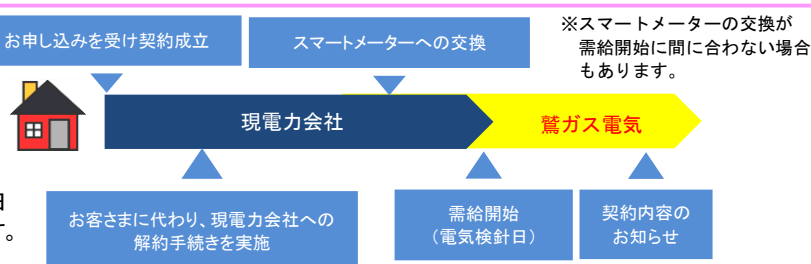 お申し込みを受け契約成立
スマートメーターへの交換
※スマートメーターの交換が
需給開始に間に合わない場合
もあります。
現電力会社
鷲ガス電気
お客さまに代わり、現電力会社への
解約手続きを実施
需給開始
（電気検針日）
契約内容の
お知らせ
。